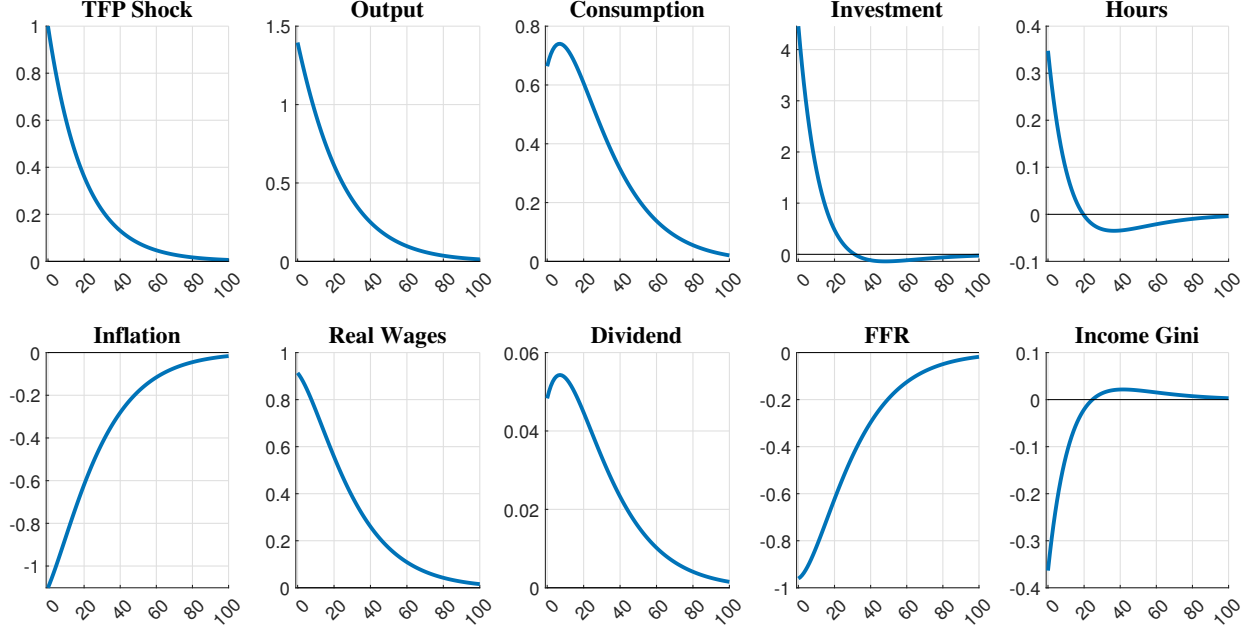 TFP Shock Output Consumption Investment Hours
1 0.8 0.6 0.4 0.2 0
1.5 1 0.5 0
0.8 0.6 0.4 0.2 0
4 3 2 1 0
0.4 0.3 0.2 0.1 0 -0.1
0 20 40 60 80 100
0 20 40 60 80 100
0 20 40 60 80 100
0 20 40 60 80 100
0 20 40 60 80 100
Inflation Real Wages Dividend FFR Income Gini
0 -0.2 -0.4 -0.6 -0.8 -1
1 0.8 0.6 0.4 0.2 0
0.06 0.04 0.02 0
0 -0.2 -0.4 -0.6 -0.8 -1
0.1 0 -0.1 -0.2 -0.3 -0.4
0 20 40 60 80 100
0 20 40 60 80 100
0 20 40 60 80 100
0 20 40 60 80 100
0 20 40 60 80 100